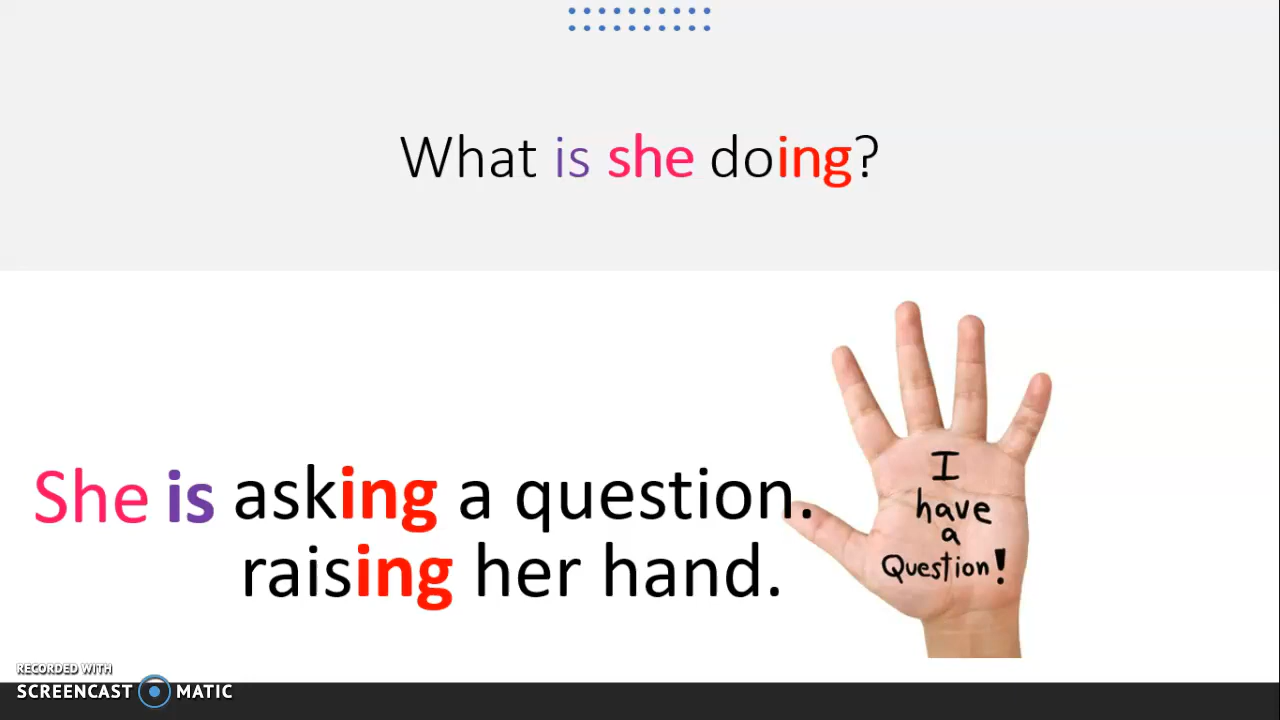 What is she doing?
She is asking a question.
raising her hand.
I
have
a
Question!
RECORDED WITH
SCREENCAST MATIC